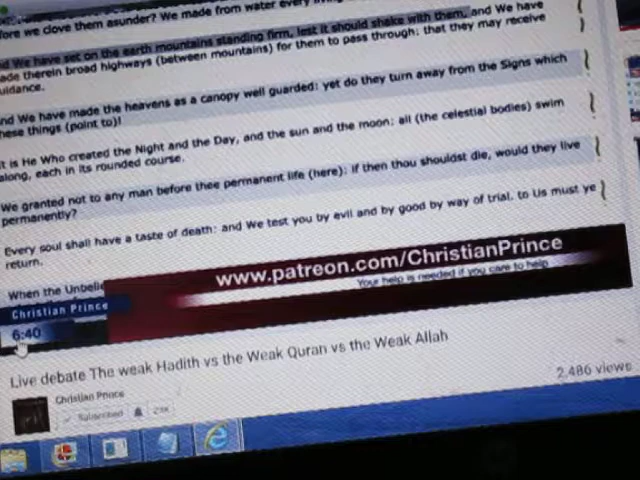 fore we clove them asunder? We made from water every living
d We have set on the earth mountains standing firm, lest it should shake with them, and We have
ade therein broad highways (between mountains) for them to pass through: that they may receive
uidance.
nd We have made the heavens as a canopy well guarded: yet do they turn away from the Signs which
hese things (point to)!
t is He Who created the Night and the Day, and the sun and the moon: all (the celestial bodies) swim
along, each in its rounded course.
We granted not to any man before thee permanent life (here): if then thou shouldst die, would they live
permanently?
Every soul shall have a taste of death: and We test you by evil and by good by way of trial. to Us must ye
return.
When the Unbelie
www.patreon.com/ChristianPrince
Your help is needed if you care to help
Christian Prince
6:40
Live debate The weak Hadith vs the Weak Quran vs the Weak Allah
Christian Prince
Subscribed
2,486 views